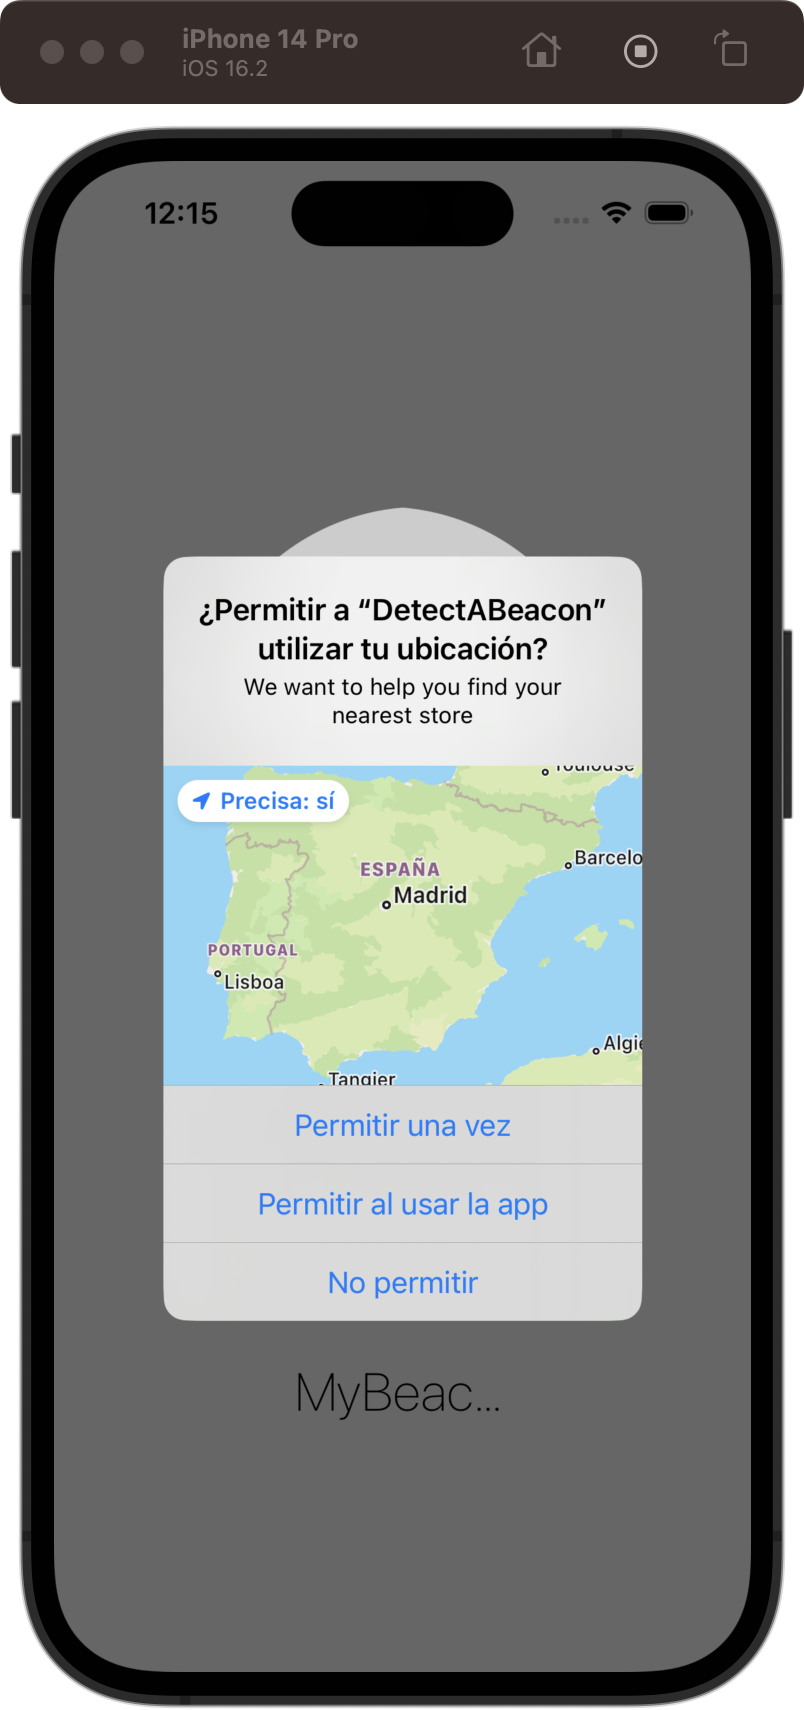 iPhone 14 Pro
iOS 16.2
12:15
¿Permitir a “DetectABeacon”
utilizar tu ubicación?
We want to help you find your
nearest store
Toulouse
Precisa: sí
Barcelo
ESPAÑA
Madrid
PORTUGAL
Lisboa
Algie
Tangier
Permitir una vez
Permitir al usar la app
No permitir
MyBeac...